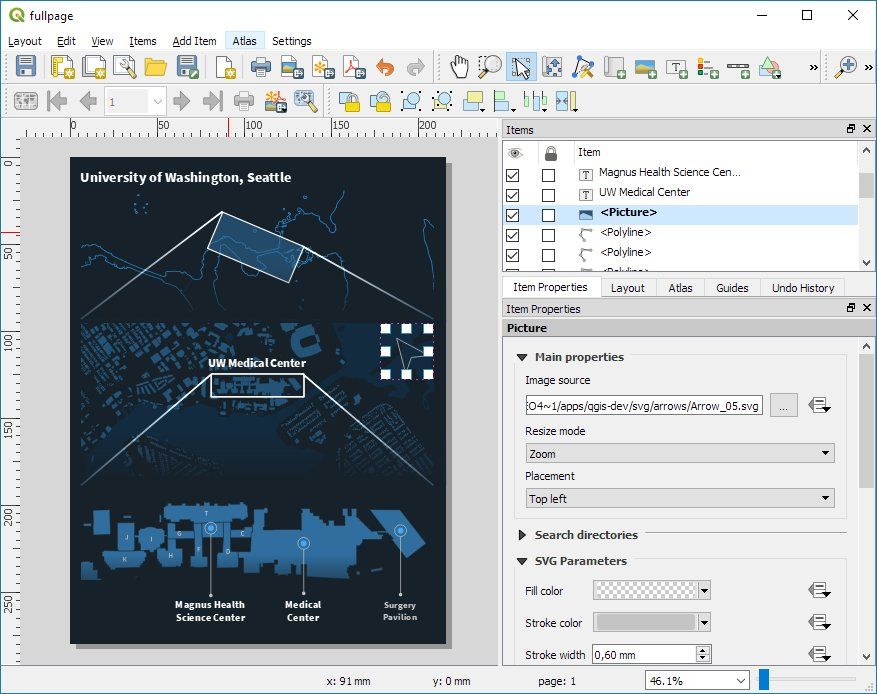 fullpage
Layout Edit View Items Add Item Atlas Settings
» »
1
0 50 100 150 200
0
50
100
150
200
250
University of Washington, Seattle
UW Medical Center
T
J I G C
K H F D
Magnus Health
Science Center
Medical
Center
Surgery
Pavilion
Items
Item
Magnus Health Science Cen...
UW Medical Center
<Picture>
<Polyline>
<Polyline>
<Polyline>
Item Properties Layout Atlas Guides Undo History
Item Properties
Picture
Main properties
Image source
:O4~1/apps/qgis-dev/svg/arrows/Arrow_05.svg
...
Resize mode
Zoom
Placement
Top left
Search directories
SVG Parameters
Fill color
Stroke color
Stroke width 0,60 mm
x: 91 mm y: 0 mm page: 1 46.1%